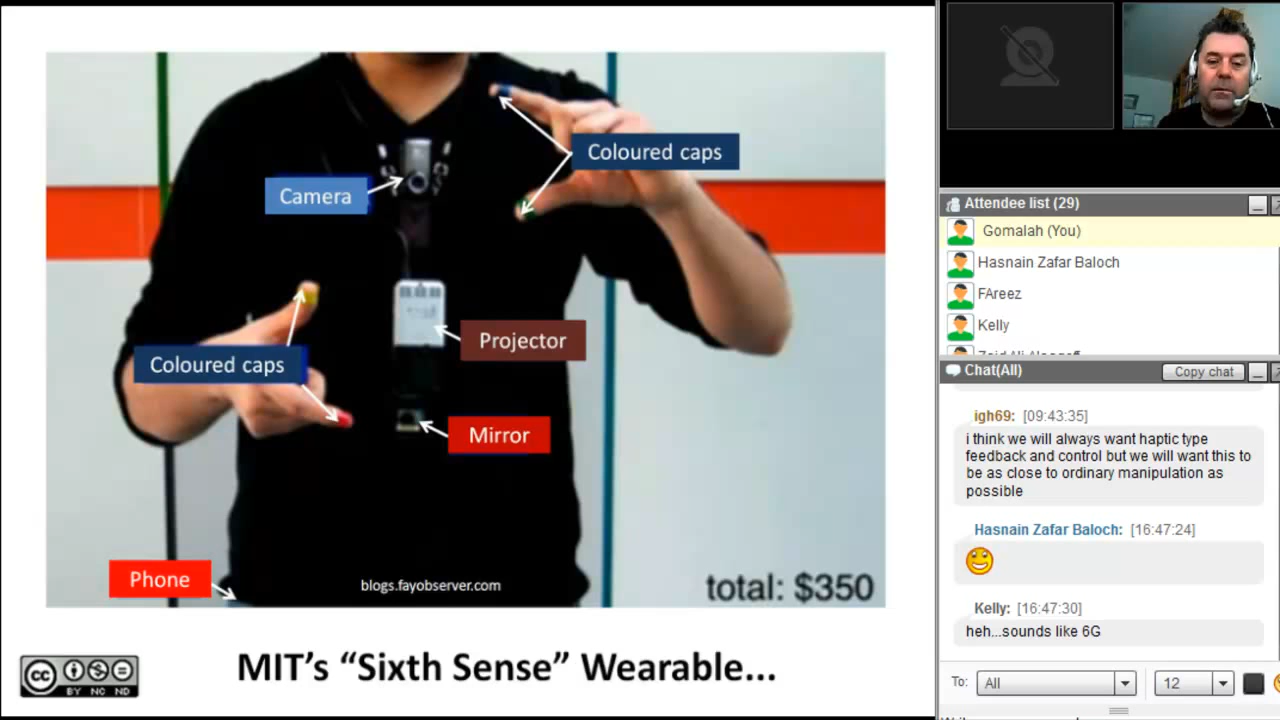 Coloured caps
Camera
Projector
Coloured caps
Mirror
Phone
blogs.fayobserver.com
total: $350
cc
BY NC ND
MIT’s “Sixth Sense” Wearable...
Attendee list (29)
Gomalah (You)
Hasnain Zafar Baloch
FAreez
Kelly
Chat(All)
Copy chat
igh69: [09:43:35]
i think we will always want haptic type
feedback and control but we will want this to
be as close to ordinary manipulation as
possible
Hasnain Zafar Baloch: [16:47:24]
Kelly: [16:47:30]
heh...sounds like 6G
To: All 12